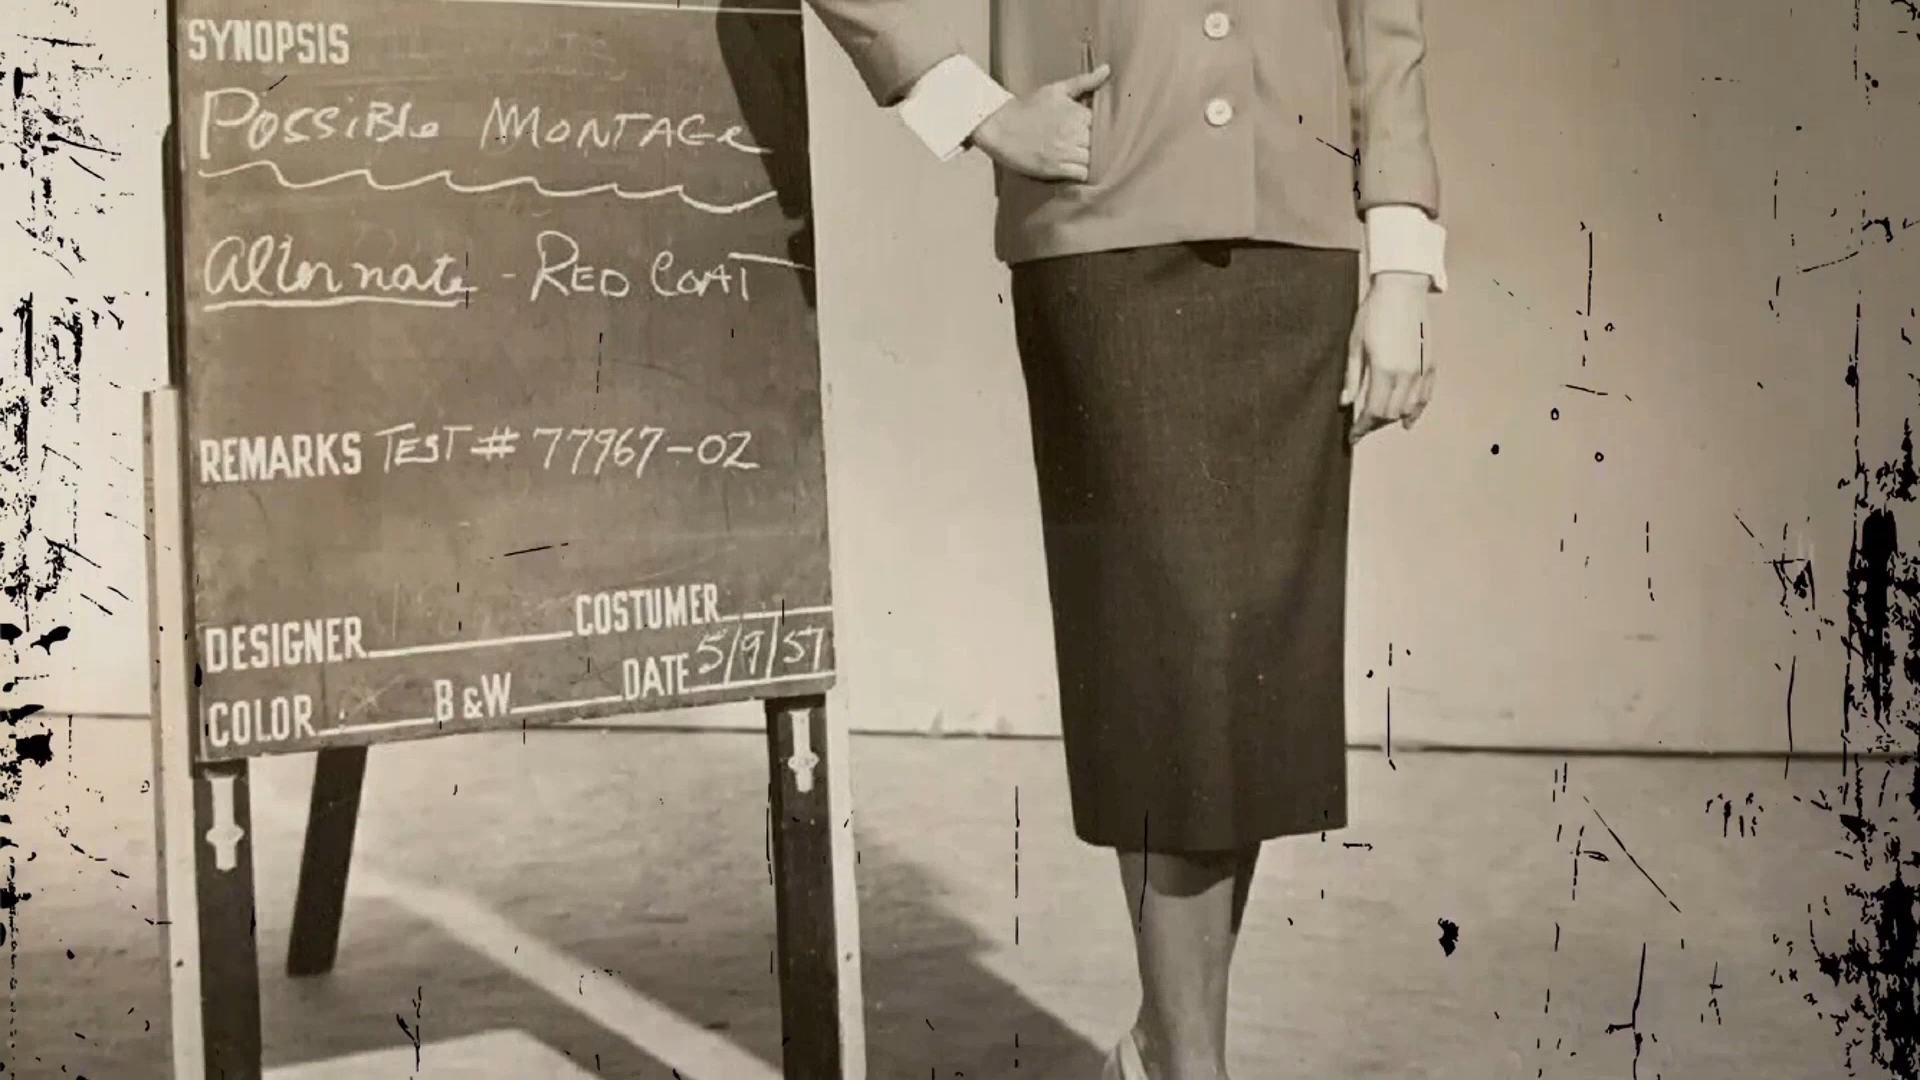 SYNOPSIS
POSSiBLe MONTAGe
Alternate - RED COAT
REMARKS TEST # 77967-02
DESIGNER COSTUMER
COLOR B&W DATE 5/9/57